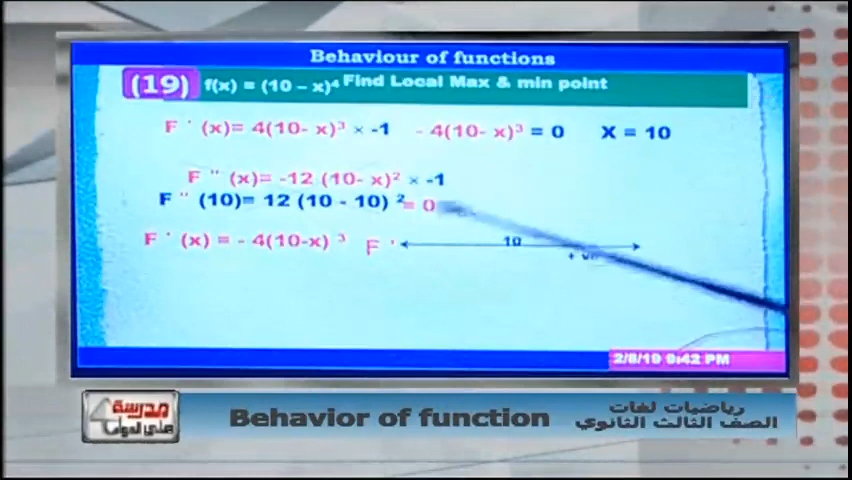 Behaviour of functions
(19) f(x) = (10 – x)⁴ Find Local Max & min point
F ' (x)= 4(10- x)³ × -1 - 4(10- x)³ = 0 X = 10
F " (x)= -12 (10- x)² × -1
F " (10)= 12 (10 - 10) ² = 0
F ' (x) = - 4(10-x) ³ F ' 10
+
2/8/19 9:42 PM
مدرسة
على الهواء
Behavior of function
رياضيات لغات
الصف الثالث الثانوي